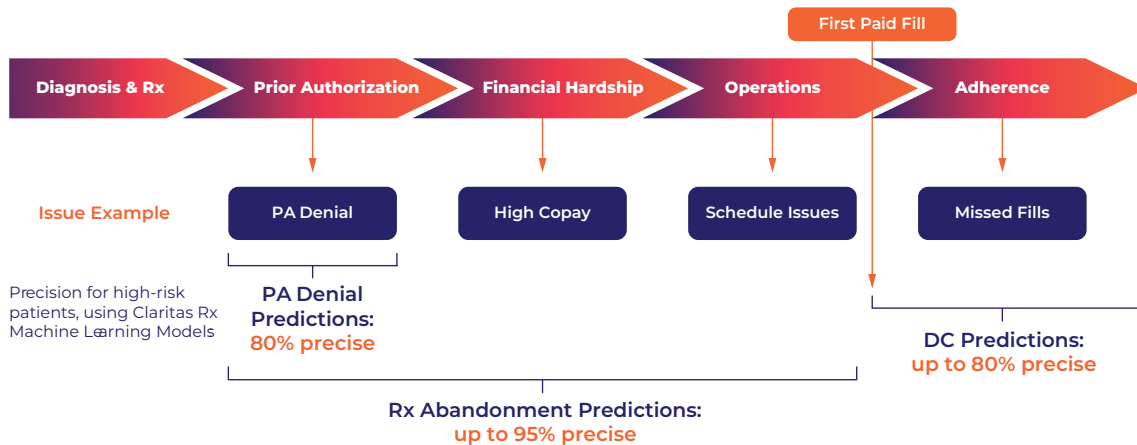 First Paid Fill
Diagnosis & Rx
Prior Authorization
Financial Hardship
Operations
Adherence
Issue Example
PA Denial
High Copay
Schedule Issues
Missed Fills
Precision for high-risk
patients, using Claritas Rx
Machine Learning Models
PA Denial
Predictions:
80% precise
DC Predictions:
up to 80% precise
Rx Abandonment Predictions:
up to 95% precise